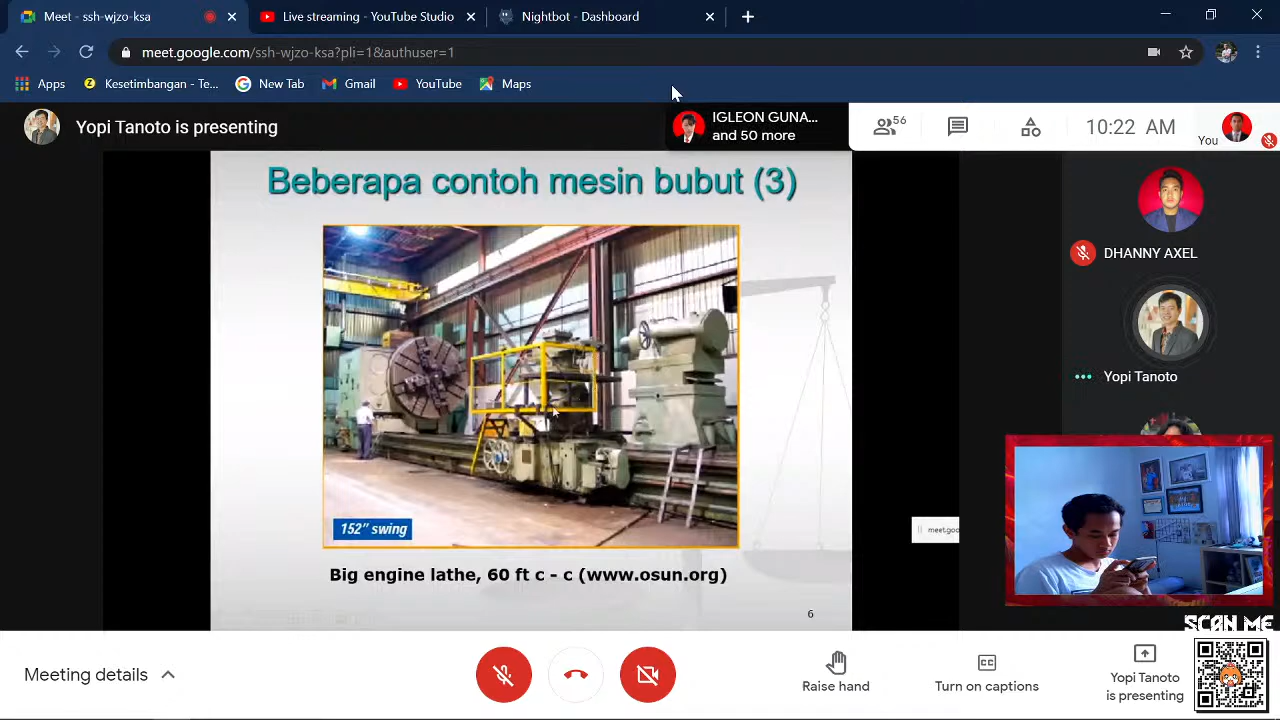 Meet - ssh-wjzo-ksa
Live streaming - YouTube Studio
Nightbot - Dashboard
meet.google.com/ssh-wjzo-ksa?pli=1&authuser=1
Apps
Kesetimbangan - Te...
New Tab
Gmail
YouTube
Maps
Yopi Tanoto is presenting
IGLEON GUNA...
and 50 more
56
10:22 AM
You
Beberapa contoh mesin bubut (3)
DHANNY AXEL
Yopi Tanoto
152” swing
meet.goo
Big engine lathe, 60 ft c - c (www.osun.org)
6
SCAN ME
Meeting details
Raise hand
CC
Turn on captions
Yopi Tanoto
is presenting